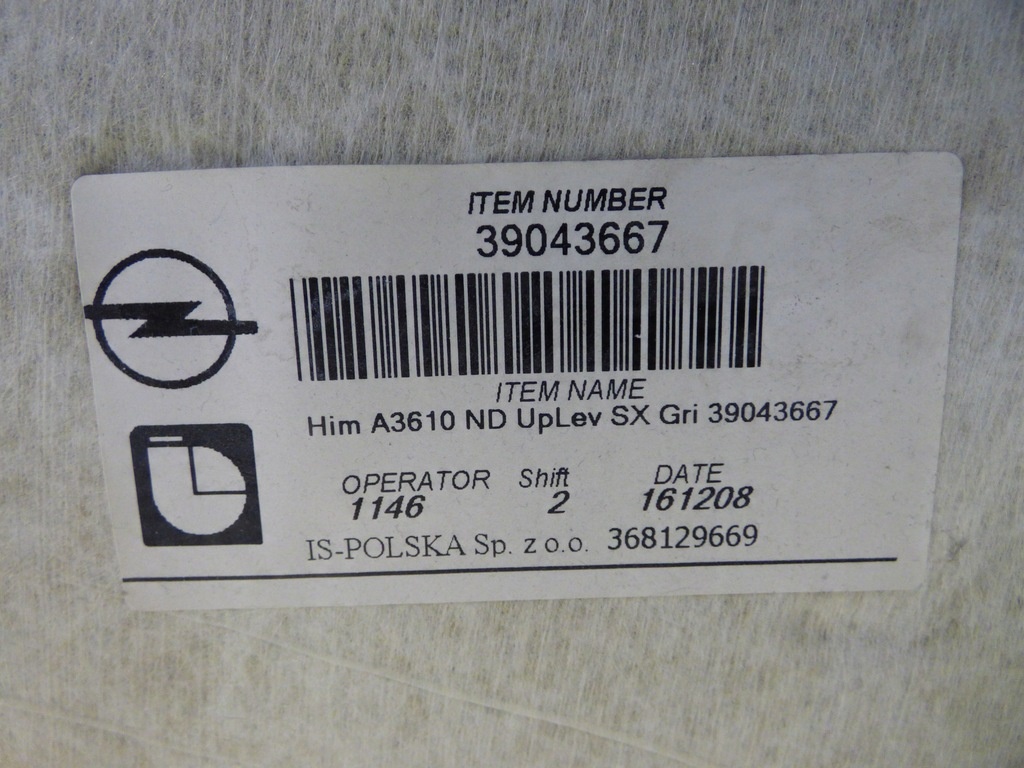 ITEM NUMBER
39043667
ITEM NAME
Him A3610 ND UpLev SX Gri 39043667
OPERATOR Shift DATE
1146 2 161208
IS-POLSKA Sp. z o.o. 368129669